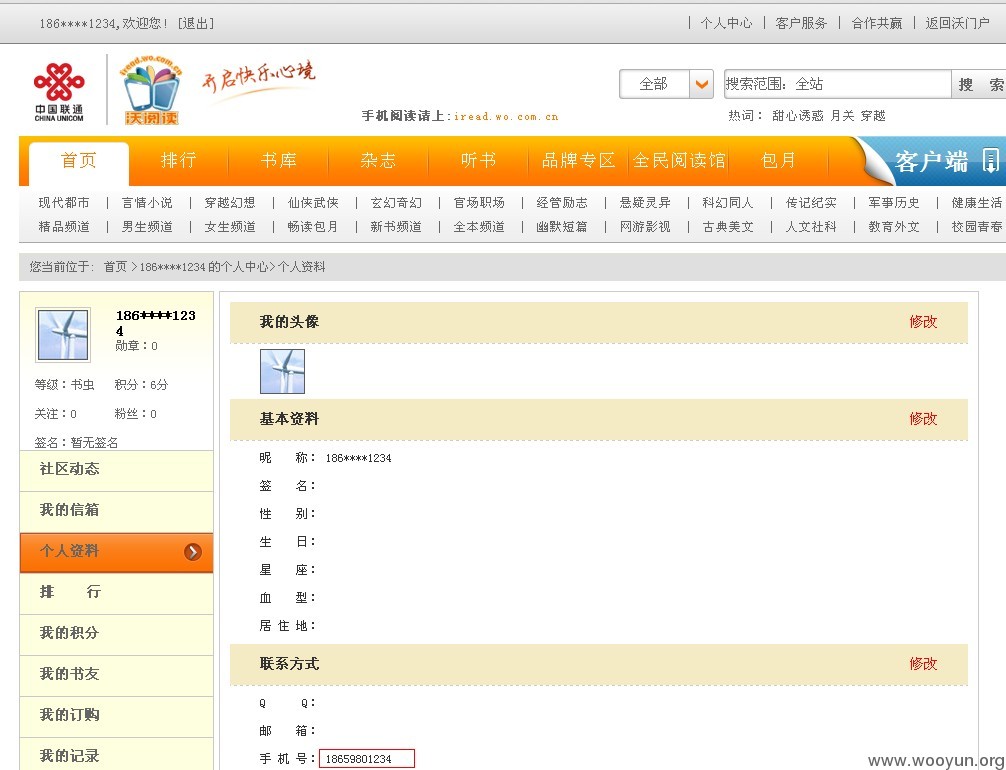 186****1234,欢迎您! [退出]
| 个人中心 | 客户服务 | 合作共赢 | 返回沃门户
中国联通
China unicom
iread.wo.com.cn
沃阅读
开启快乐心境
手机阅读请上:iread.wo.com.cn
全部
搜索范围: 全站
搜 索
热词: 甜心诱惑 月关 穿越
首页 排行 书库 杂志 听书 品牌专区 全民阅读馆 包月 客户端
现代都市 | 言情小说 | 穿越幻想 | 仙侠武侠 | 玄幻奇幻 | 官场职场 | 经管励志 | 悬疑灵异 | 科幻同人 | 传记纪实 | 军事历史 | 健康生活
精品频道 | 男生频道 | 女生频道 | 畅读包月 | 新书频道 | 全本频道 | 幽默短篇 | 网游影视 | 古典美文 | 人文社科 | 教育外文 | 校园青春
您当前位于: 首页 >186****1234 的个人中心> 个人资料
186****123
4
勋章:0
等级:书虫 积分:6分
关注:0 粉丝:0
签名:暂无签名
社区动态
我的信箱
个人资料
排 行
我的积分
我的书友
我的订购
我的记录
我的头像 修改
基本资料 修改
昵 称: 186****1234
签 名:
性 别:
生 日:
星 座:
血 型:
居 住 地:
联系方式 修改
Q Q:
邮 箱:
手 机 号: 18659801234
www.wooyun.org